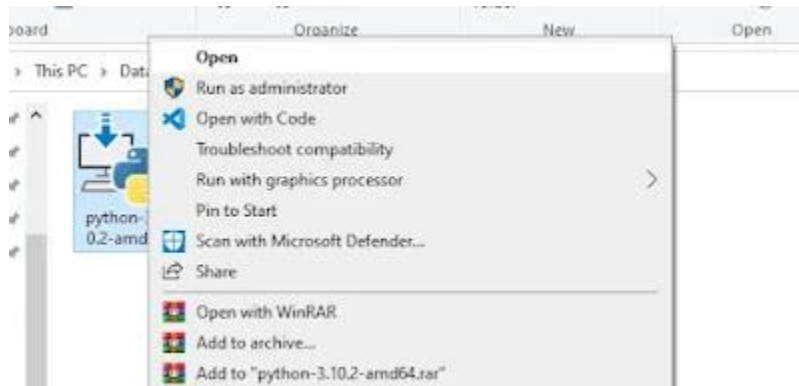 Organize
New
Open
This PC > Data
Open
Run as administrator
Open with Code
Troubleshoot compatibility
Run with graphics processor
Pin to Start
Scan with Microsoft Defender...
Share
Open with WinRAR
Add to archive...
Add to "python-3.10.2-amd64.rar"
python-
0.2-amd